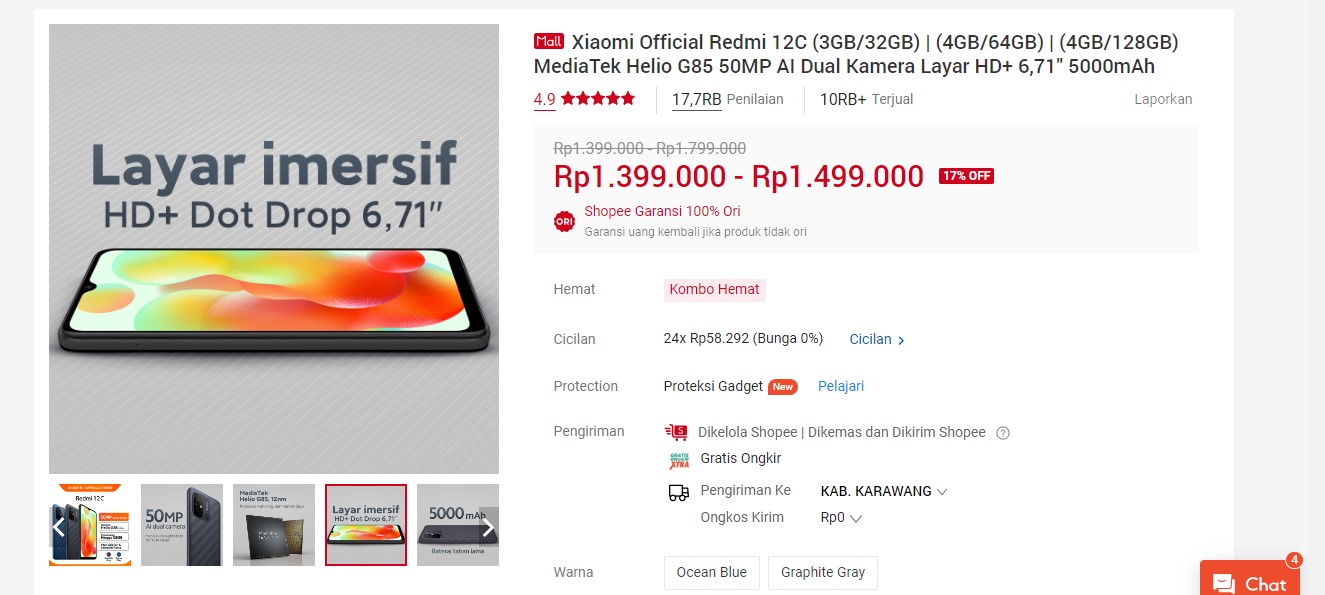 Mall Xiaomi Official Redmi 12C (3GB/32GB) | (4GB/64GB) | (4GB/128GB)
MediaTek Helio G85 50MP AI Dual Kamera Layar HD+ 6,71" 5000mAh
4.9 17,7RB Penilaian 10RB+ Terjual Laporkan
Rp1.399.000 - Rp1.799.000
Rp1.399.000 - Rp1.499.000 17% OFF
ORI Shopee Garansi 100% Ori
Garansi uang kembali jika produk tidak ori
Hemat Kombo Hemat
Cicilan 24x Rp58.292 (Bunga 0%) Cicilan
Protection Proteksi Gadget New Pelajari
Pengiriman Dikelola Shopee | Dikemas dan Dikirim Shopee
GRATIS ONGKIR XTRA Gratis Ongkir
Pengiriman Ke KAB. KARAWANG
Ongkos Kirim Rp0
Warna Ocean Blue Graphite Gray
4
Chat
Layar imersif
HD+ Dot Drop 6,71"
Redmi 12C
50MP
AI dual camera
MediaTek
Helio G85, 12nm
Layar imersif
HD+ Dot Drop 6,71"
5000 mAh
Baterai tahan lama